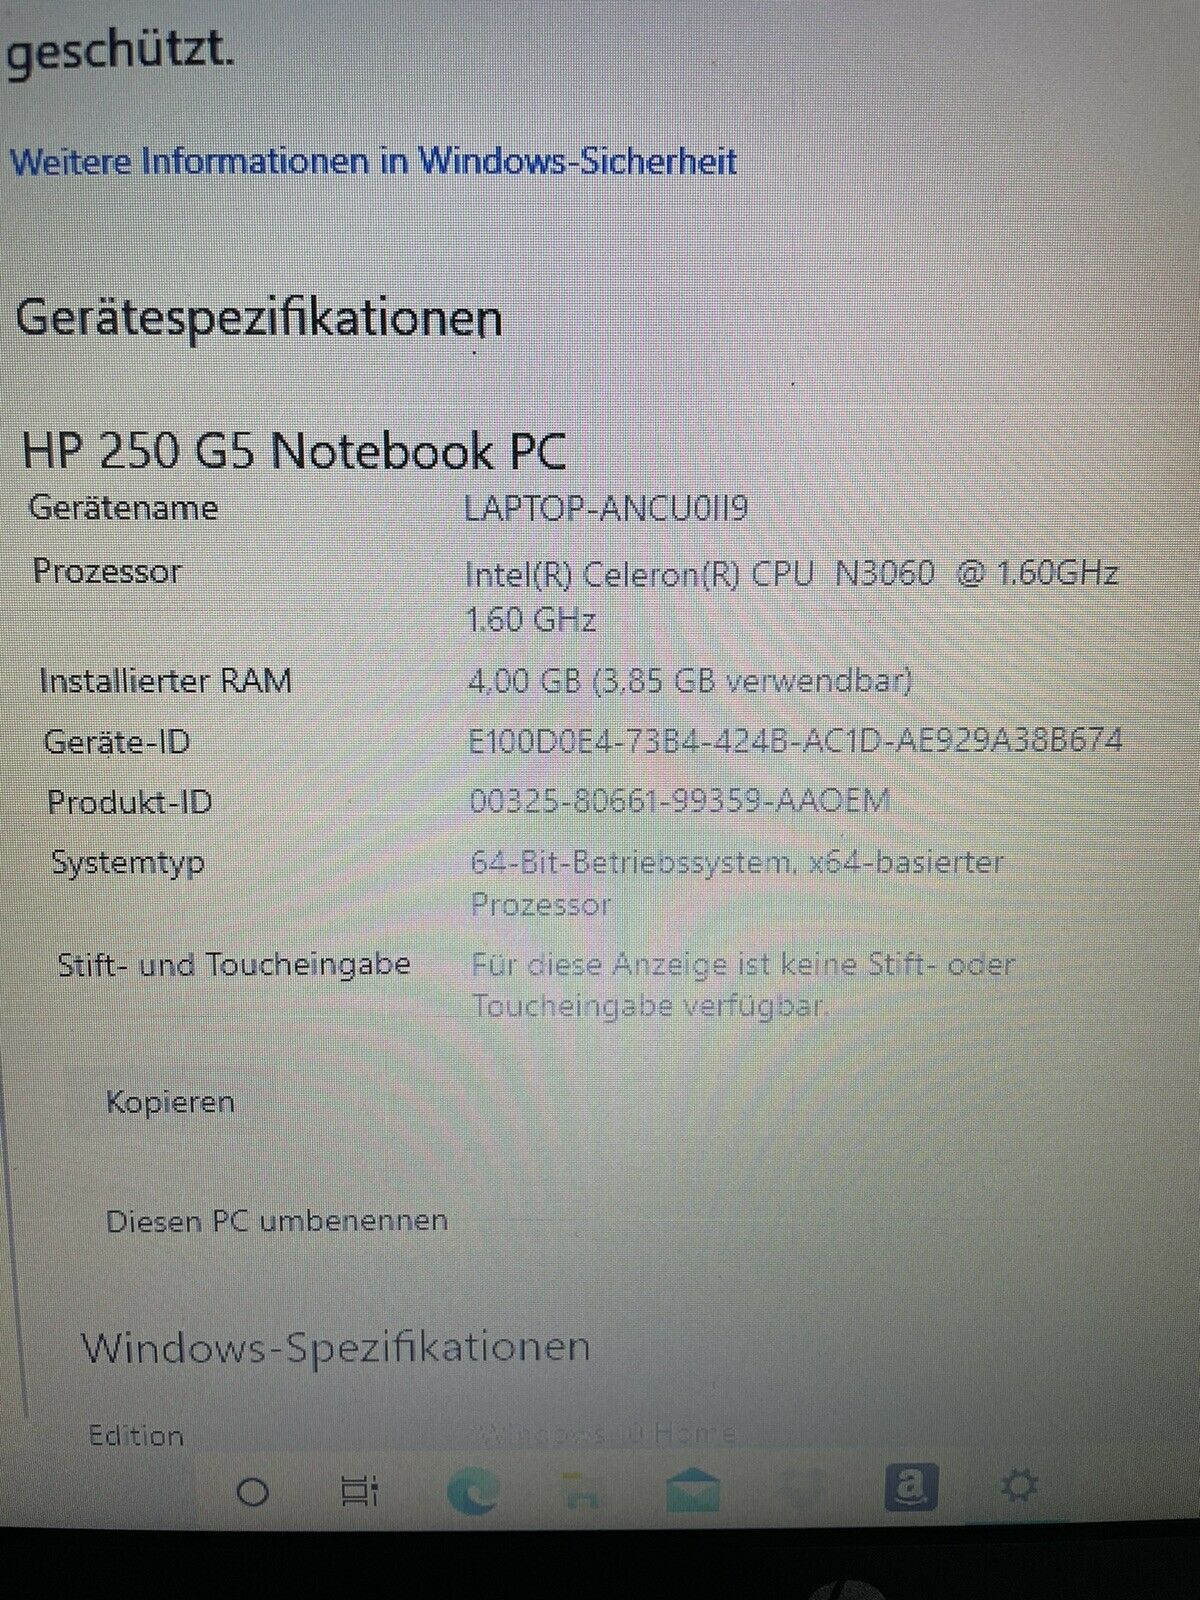 geschützt.
Weitere Informationen in Windows-Sicherheit
Gerätespezifikationen
HP 250 G5 Notebook PC
Gerätename LAPTOP-ANCU0II9
Prozessor Intel(R) Celeron(R) CPU N3060 @ 1.60GHz
1.60 GHz
Installierter RAM 4,00 GB (3,85 GB verwendbar)
Geräte-ID E100D0E4-73B4-424B-AC1D-AE929A38B674
Produkt-ID 00325-80661-99359-AAOEM
Systemtyp 64-Bit-Betriebssystem, x64-basierter
Prozessor
Stift- und Toucheingabe Für diese Anzeige ist keine Stift- oder
Toucheingabe verfügbar.
Kopieren
Diesen PC umbenennen
Windows-Spezifikationen
Edition Windows 10 Home
a